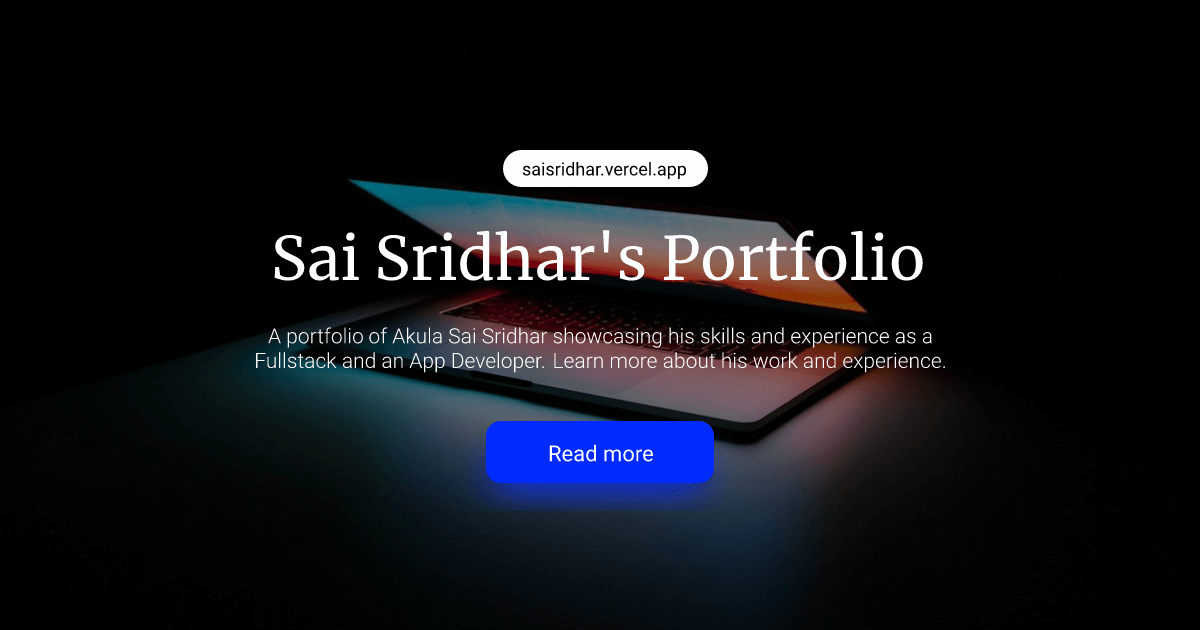 saisridhar.vercel.app
Sai Sridhar's Portfolio
A portfolio of Akula Sai Sridhar showcasing his skills and experience as a
Fullstack and an App Developer. Learn more about his work and experience.
Read more